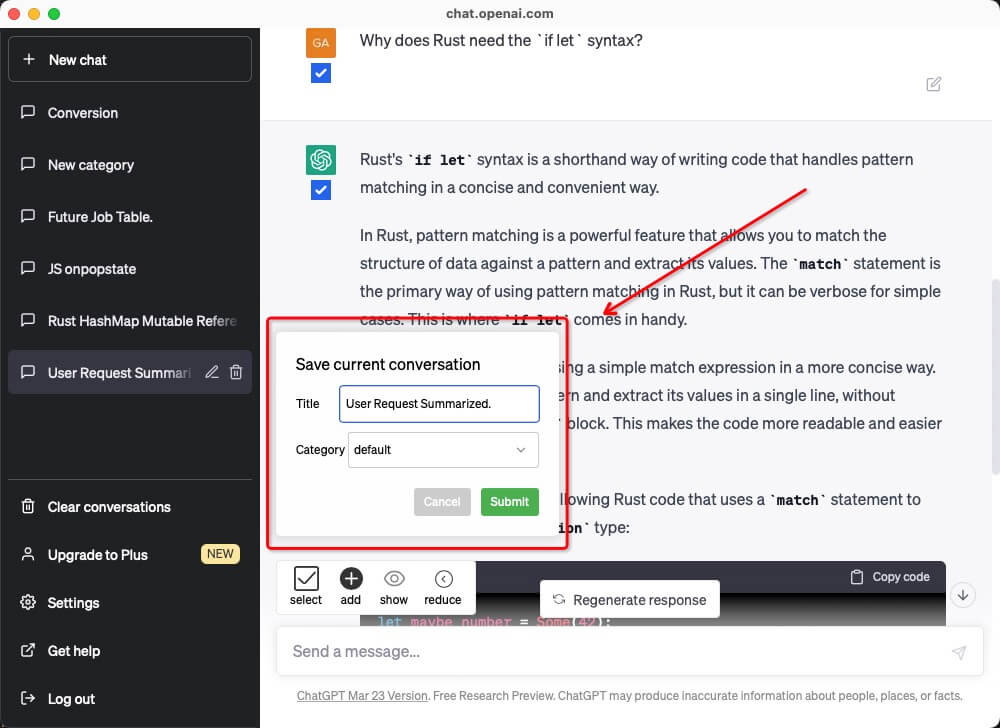 chat.openai.com
New chat
Conversion
New category
Future Job Table.
JS onpopstate
Rust HashMap Mutable Refere
User Request Summari
Clear conversations
Upgrade to Plus NEW
Settings
Get help
Log out
GA
Why does Rust need the `if let` syntax?
Rust's `if let` syntax is a shorthand way of writing code that handles pattern
matching in a concise and convenient way.
In Rust, pattern matching is a powerful feature that allows you to match the
structure of data against a pattern and extract its values. The `match` statement is
the primary way of using pattern matching in Rust, but it can be verbose for simple
cases. This is where `if let` comes in handy.
ing a simple match expression in a more concise way.
ern and extract its values in a single line, without
` block. This makes the code more readable and easier
llowing Rust code that uses a `match` statement to
ion` type:
Save current conversation
Title User Request Summarized.
Category default
Cancel Submit
select add show reduce
Copy code
Regenerate response
let maybe_number = Some(42);
Send a message...
ChatGPT Mar 23 Version. Free Research Preview. ChatGPT may produce inaccurate information about people, places, or facts.